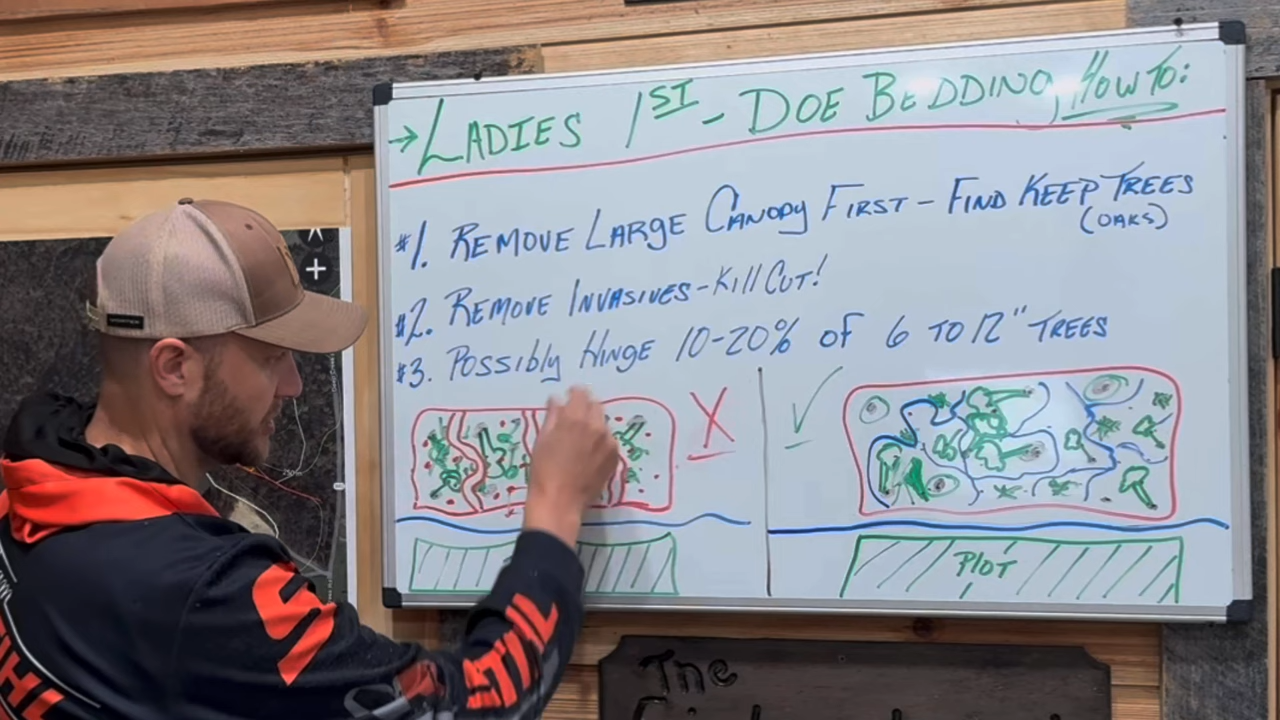 → LADIES 1ST - DOE BEDDING, HOW TO:
#1. REMOVE LARGE CANOPY FIRST - FIND KEEP TREES
(OAKS)
#2. REMOVE INVASIVES - KILL CUT!
#3. POSSIBLY HINGE 10-20% OF 6 TO 12" TREES
X
PLOT
STIHL
The